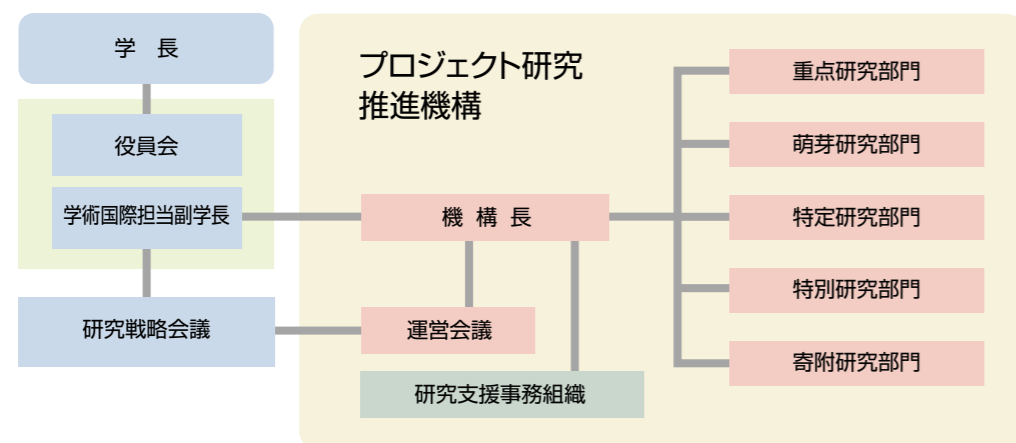 学 長
役員会
学術国際担当副学長
研究戦略会議
プロジェクト研究
推進機構
機 構 長
運営会議
研究支援事務組織
重点研究部門
萌芽研究部門
特定研究部門
特別研究部門
寄附研究部門